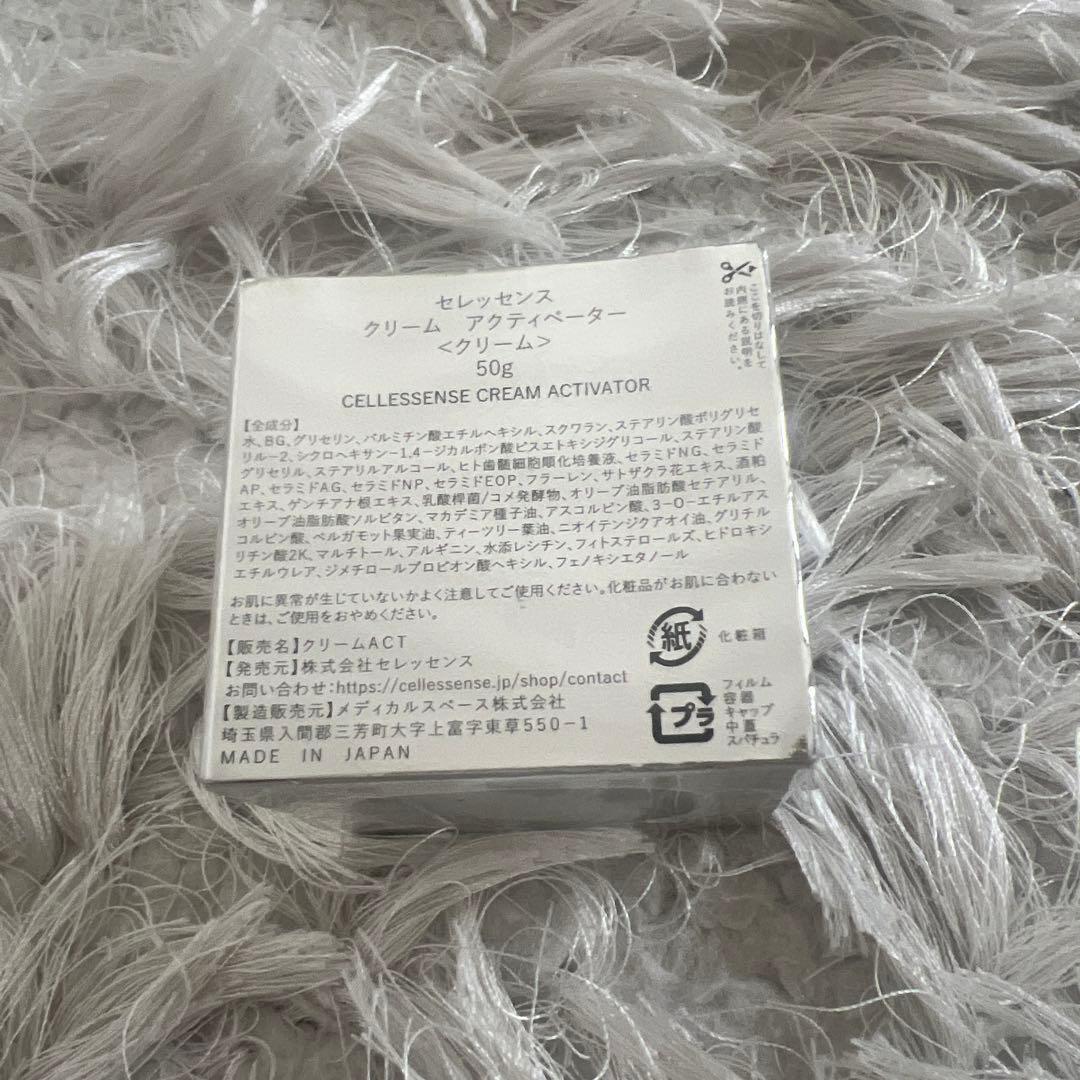 セレッセンス
クリーム　アクティベーター
<クリーム>
50g
CELLESSENSE CREAM ACTIVATOR
ここを切りはなして
内側にある説明を
お読みください。
【全成分】
水、BG、グリセリン、パルミチン酸エチルヘキシル、スクワラン、ステアリン酸ポリグリセ
リル-2、シクロヘキサン-1,4-ジカルボン酸ビスエトキシジグリコール、ステアリン酸
グリセリル、ステアリルアルコール、ヒト歯髄細胞順化培養液、セラミドNG、セラミド
AP、セラミドAG、セラミドNP、セラミドEOP、フラーレン、サトザクラ花エキス、酒粕
エキス、ゲンチアナ根エキス、乳酸桿菌/コメ発酵物、オリーブ油脂肪酸セテアリル、
オリーブ油脂肪酸ソルビタン、マカデミア種子油、アスコルビン酸、3-O-エチルアス
コルビン酸、ベルガモット果実油、ティーツリー葉油、ニオイテンジクアオイ油、グリチル
リチン酸2K、マルチトール、アルギニン、水添レシチン、フィトステロールズ、ヒドロキシ
エチルウレア、ジメチロールプロピオン酸ヘキシル、フェノキシエタノール
お肌に異常が生じていないかよく注意してご使用ください。化粧品がお肌に合わない
ときは、ご使用をおやめください。
【販売名】クリームACT
【発売元】株式会社セレッセンス
お問い合わせ:https://cellessense.jp/shop/contact
【製造販売元】メディカルスペース株式会社
埼玉県入間郡三芳町大字上富字東草550-1
MADE IN JAPAN
紙
化粧箱
プラ
フィルム
容器
キャップ
中蓋
スパチュラ